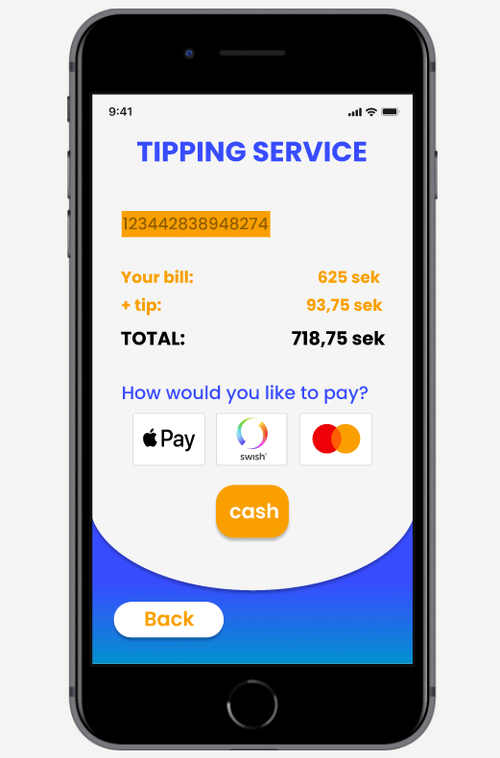 9:41
TIPPING SERVICE
123442838948274
Your bill: 625 sek
+ tip: 93,75 sek
TOTAL: 718,75 sek
How would you like to pay?
Pay swish
cash
Back